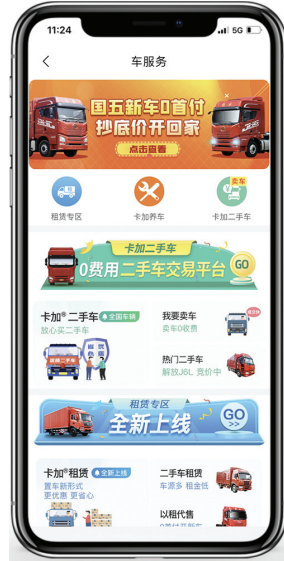 11:24
5G
车服务
国五新车0首付
抄底价开回家
点击查看
卖车
租赁专区
卡加养车
卡加二手车
卡加二手车
0费用二手车交易平台
GO
卡加® 二手车
全国车辆
放心买二手车
我要卖车
卖车0收费
热门二手车
解放J6L 竞价中
租赁专区
全新上线
GO
>>
卡加®租赁
全新上线
置车新形式
更优惠 更省心
二手车租赁
车源多 租金低
以租代售